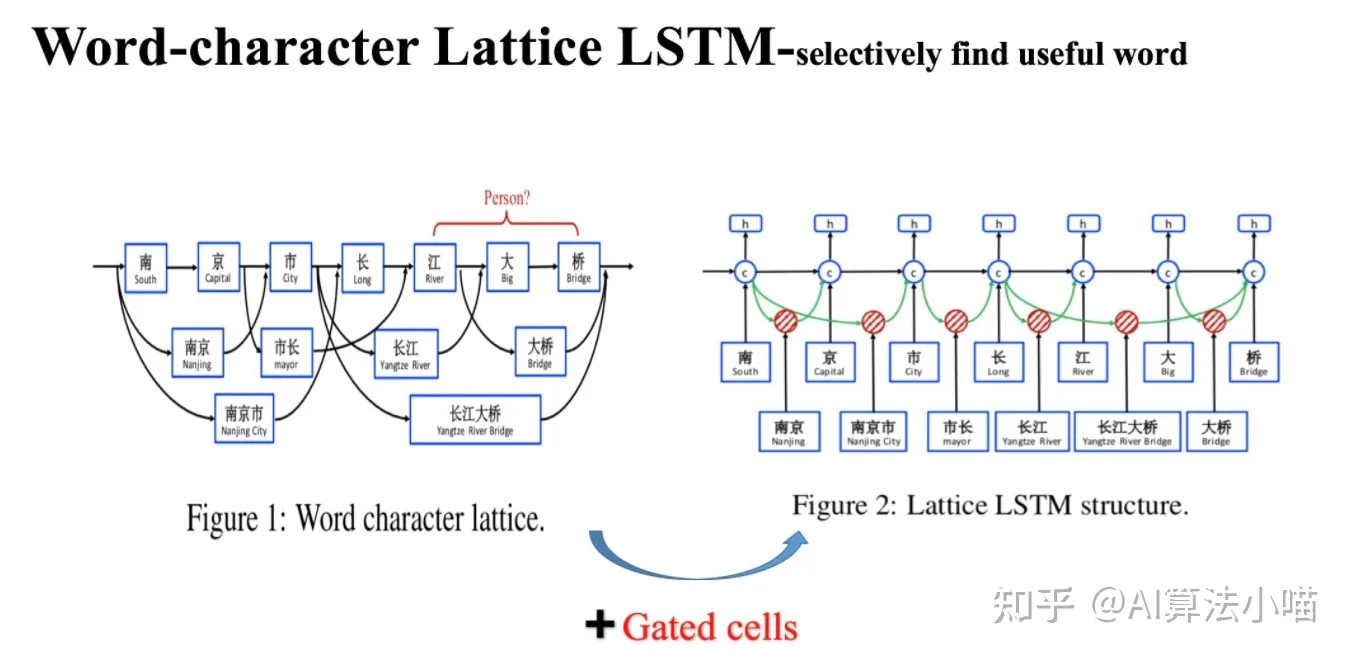 Word-character Lattice LSTM-selectively find useful word
Person?
南 京 市 长 江 大 桥
South Capital City Long River Big Bridge
南京 市长 长江 大桥
Nanjing mayor Yangtze River Bridge
南京市 长江大桥
Nanjing City Yangtze River Bridge
Figure 1: Word character lattice.
h h h h h h h
c c c c c c c
南 京 市 长 江 大 桥
South Capital City Long River Big Bridge
南京 南京市 市长 长江 长江大桥 大桥
Nanjing Nanjing City mayor Yangtze River Yangtze River Bridge Bridge
Figure 2: Lattice LSTM structure.
+ Gated cells
知乎 @AI算法小喵